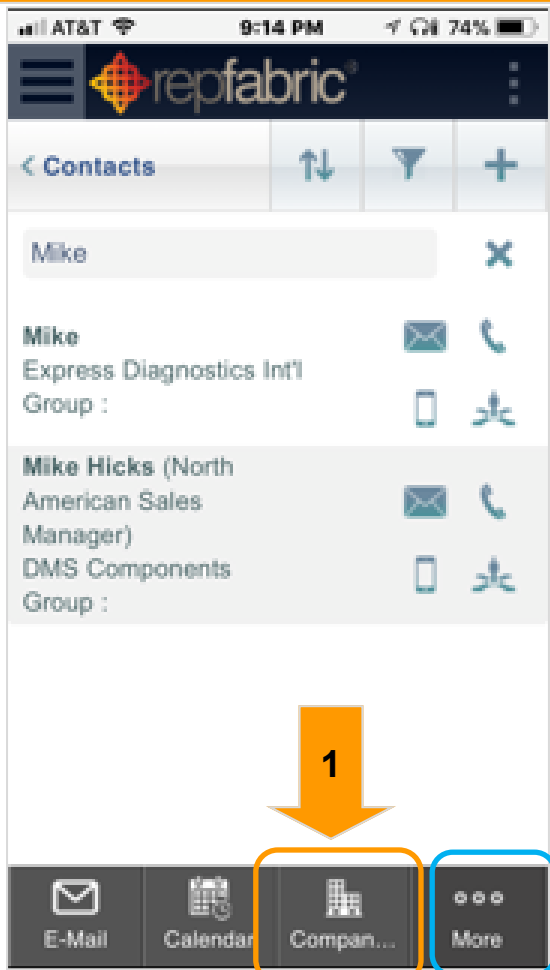 AT&T 9:14 PM 74%
repfabric®
< Contacts
Mike
Mike
Express Diagnostics Int'l
Group :
Mike Hicks (North
American Sales
Manager)
DMS Components
Group :
1
E-Mail Calendar Compan... More